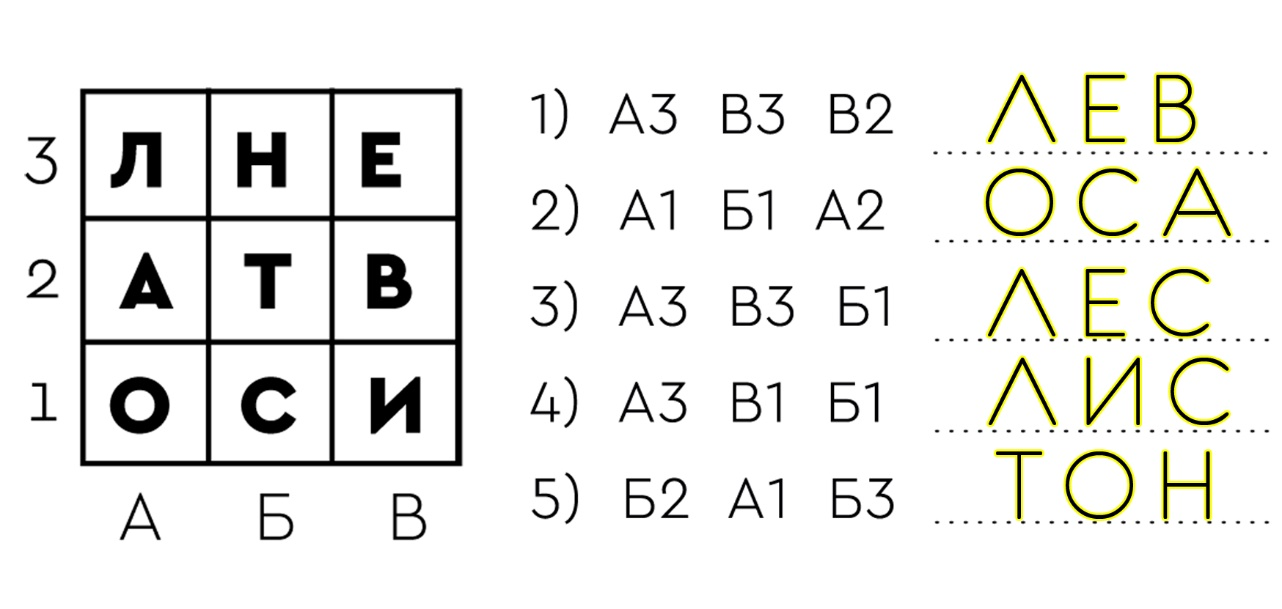 3 Л Н Е
2 А Т В
1 О С И
А Б В
1) А3 В3 В2 ЛЕВ
2) А1 Б1 А2 ОСА
3) А3 В3 Б1 ЛЕС
4) А3 В1 Б1 ЛИС
5) Б2 А1 Б3 ТОН